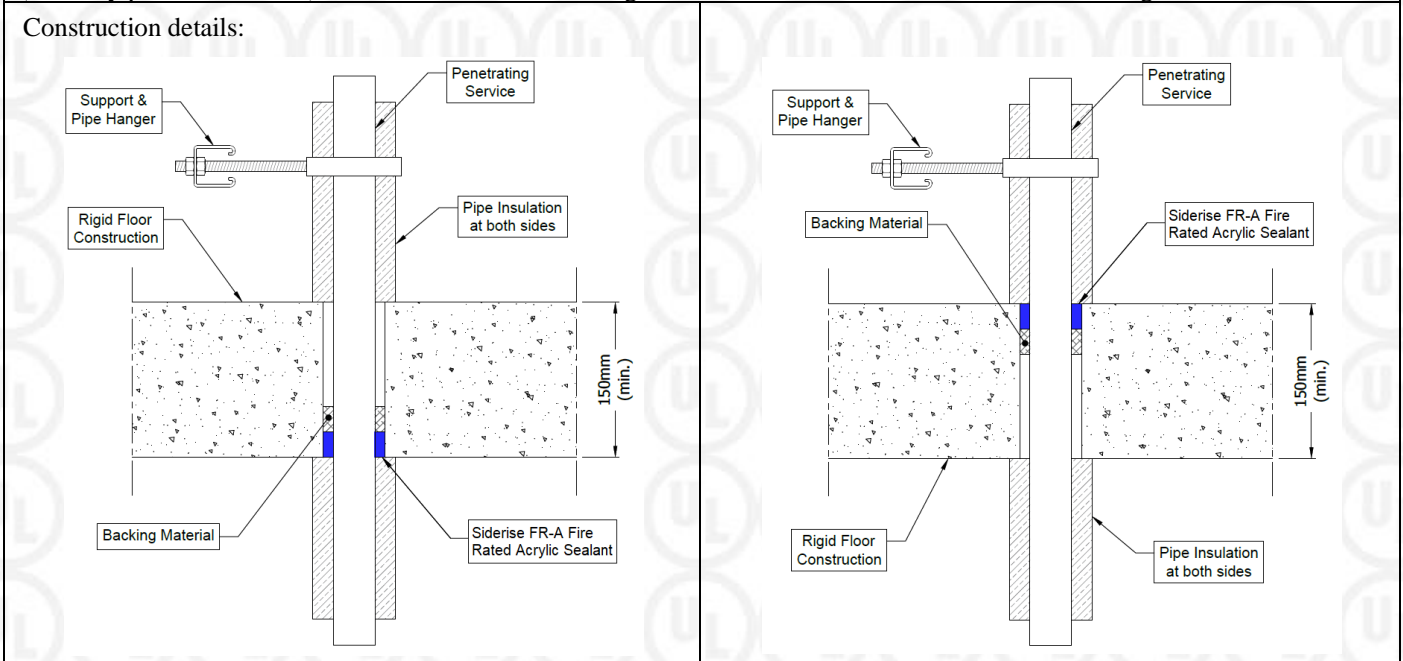 Construction details:
Penetrating
Service
Support &
Pipe Hanger
Rigid Floor
Construction
Pipe Insulation
at both sides
150mm
(min.)
Backing Material
Siderise FR-A Fire
Rated Acrylic Sealant
Penetrating
Service
Support &
Pipe Hanger
Backing Material
Siderise FR-A Fire
Rated Acrylic Sealant
150mm
(min.)
Rigid Floor
Construction
Pipe Insulation
at both sides